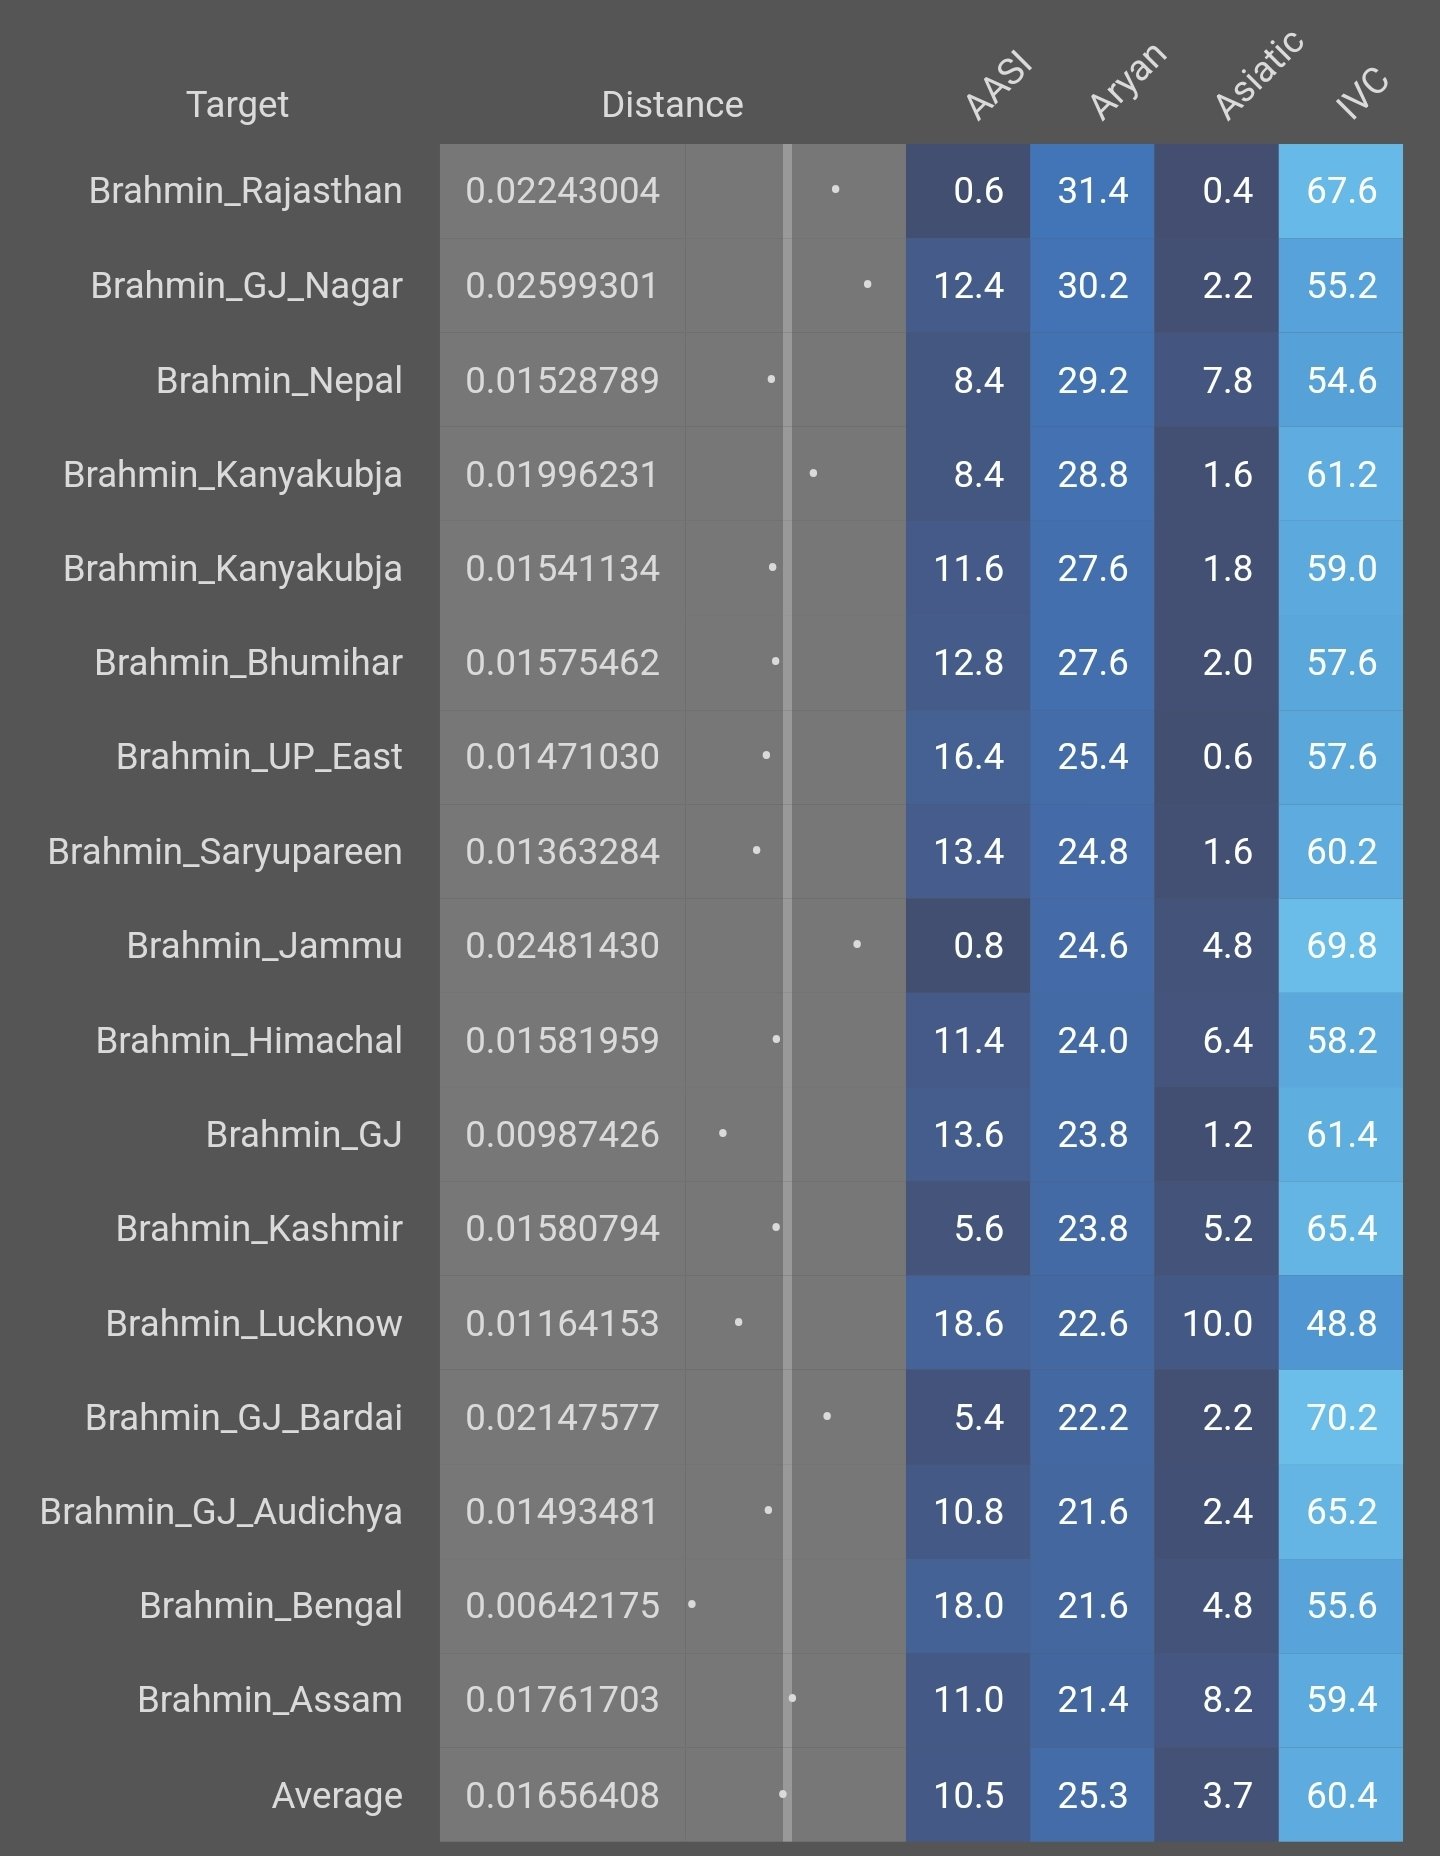 Target Distance AASI Aryan Asiatic IVC
Brahmin_Rajasthan 0.02243004 0.6 31.4 0.4 67.6
Brahmin_GJ_Nagar 0.02599301 12.4 30.2 2.2 55.2
Brahmin_Nepal 0.01528789 8.4 29.2 7.8 54.6
Brahmin_Kanyakubja 0.01996231 8.4 28.8 1.6 61.2
Brahmin_Kanyakubja 0.01541134 11.6 27.6 1.8 59.0
Brahmin_Bhumihar 0.01575462 12.8 27.6 2.0 57.6
Brahmin_UP_East 0.01471030 16.4 25.4 0.6 57.6
Brahmin_Saryupareen 0.01363284 13.4 24.8 1.6 60.2
Brahmin_Jammu 0.02481430 0.8 24.6 4.8 69.8
Brahmin_Himachal 0.01581959 11.4 24.0 6.4 58.2
Brahmin_GJ 0.00987426 13.6 23.8 1.2 61.4
Brahmin_Kashmir 0.01580794 5.6 23.8 5.2 65.4
Brahmin_Lucknow 0.01164153 18.6 22.6 10.0 48.8
Brahmin_GJ_Bardai 0.02147577 5.4 22.2 2.2 70.2
Brahmin_GJ_Audichya 0.01493481 10.8 21.6 2.4 65.2
Brahmin_Bengal 0.00642175 18.0 21.6 4.8 55.6
Brahmin_Assam 0.01761703 11.0 21.4 8.2 59.4
Average 0.01656408 10.5 25.3 3.7 60.4